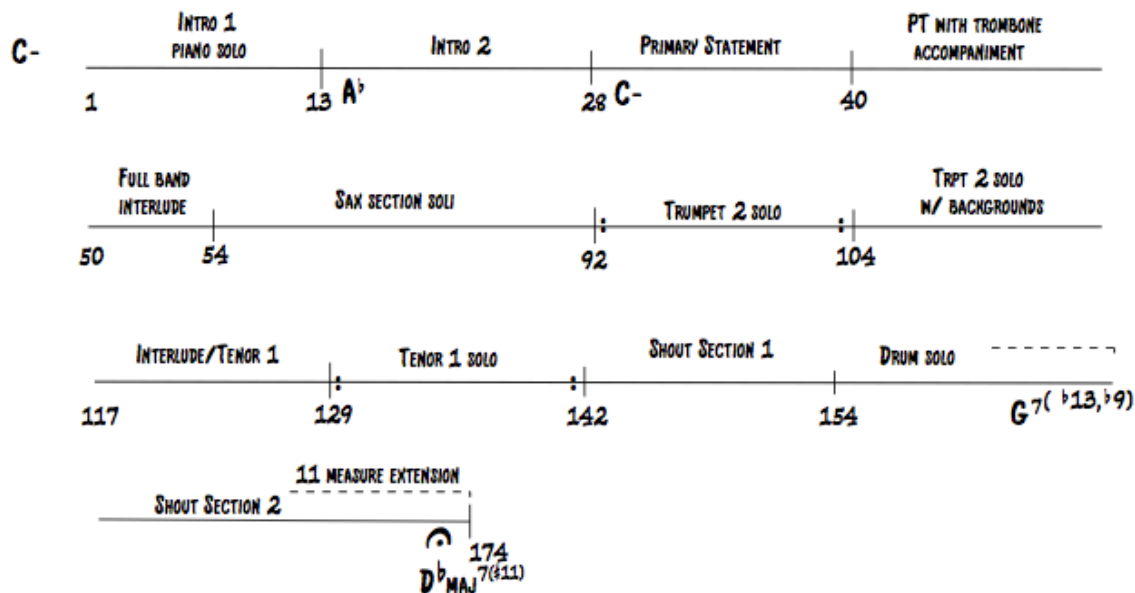 C-
INTRO 1
PIANO SOLO
INTRO 2
PRIMARY STATEMENT
PT WITH TROMBONE
ACCOMPANIMENT
1
13 A♭
28 C-
40
FULL BAND
INTERLUDE
SAX SECTION SOLI
TRUMPET 2 SOLO
TRPT 2 SOLO
W/ BACKGROUNDS
50
54
92
104
INTERLUDE/TENOR 1
TENOR 1 SOLO
SHOUT SECTION 1
DRUM SOLO
117
129
142
154
G7(♭13,♭9)
SHOUT SECTION 2
11 MEASURE EXTENSION
174
D♭MAJ7(♯11)